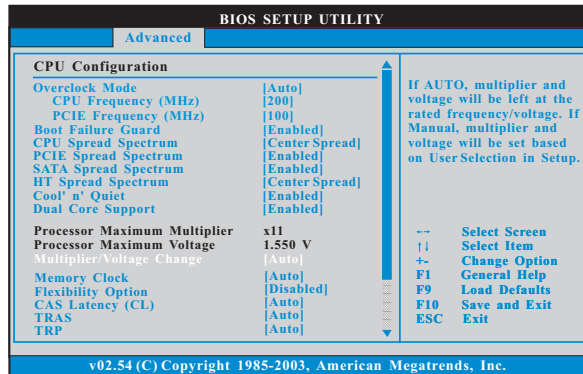 BIOS SETUP UTILITY
Advanced
CPU Configuration
Overclock Mode [Auto]
CPU Frequency (MHz) [200]
PCIE Frequency (MHz) [100]
Boot Failure Guard [Enabled]
CPU Spread Spectrum [Center Spread]
PCIE Spread Spectrum [Enabled]
SATA Spread Spectrum [Enabled]
HT Spread Spectrum [Center Spread]
Cool' n' Quiet [Enabled]
Dual Core Support [Enabled]
Processor Maximum Multiplier x11
Processor Maximum Voltage 1.550 V
Multiplier/Voltage Change [Auto]
Memory Clock [Auto]
Flexibility Option [Disabled]
CAS Latency (CL) [Auto]
TRAS [Auto]
TRP [Auto]
If AUTO, multiplier and
voltage will be left at the
rated frequency/voltage. If
Manual, multiplier and
voltage will be set based
on User Selection in Setup.
←→ Select Screen
↑↓ Select Item
+- Change Option
F1 General Help
F9 Load Defaults
F10 Save and Exit
ESC Exit
v02.54 (C) Copyright 1985-2003, American Megatrends, Inc.